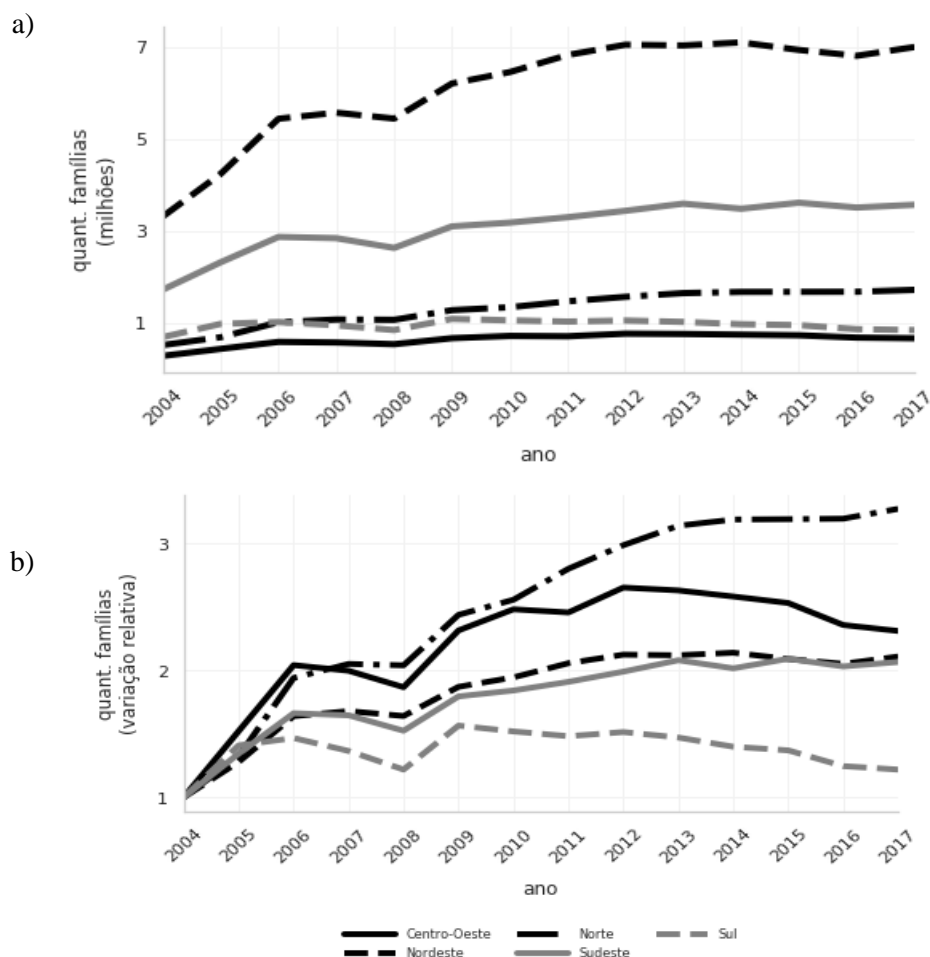 a)
quant. famílias
(milhões)
7
5
3
1
2004 2005 2006 2007 2008 2009 2010 2011 2012 2013 2014 2015 2016 2017
ano
b)
quant. famílias
(variação relativa)
3
2
1
2004 2005 2006 2007 2008 2009 2010 2011 2012 2013 2014 2015 2016 2017
ano
Centro-Oeste Norte Sul
Nordeste Sudeste